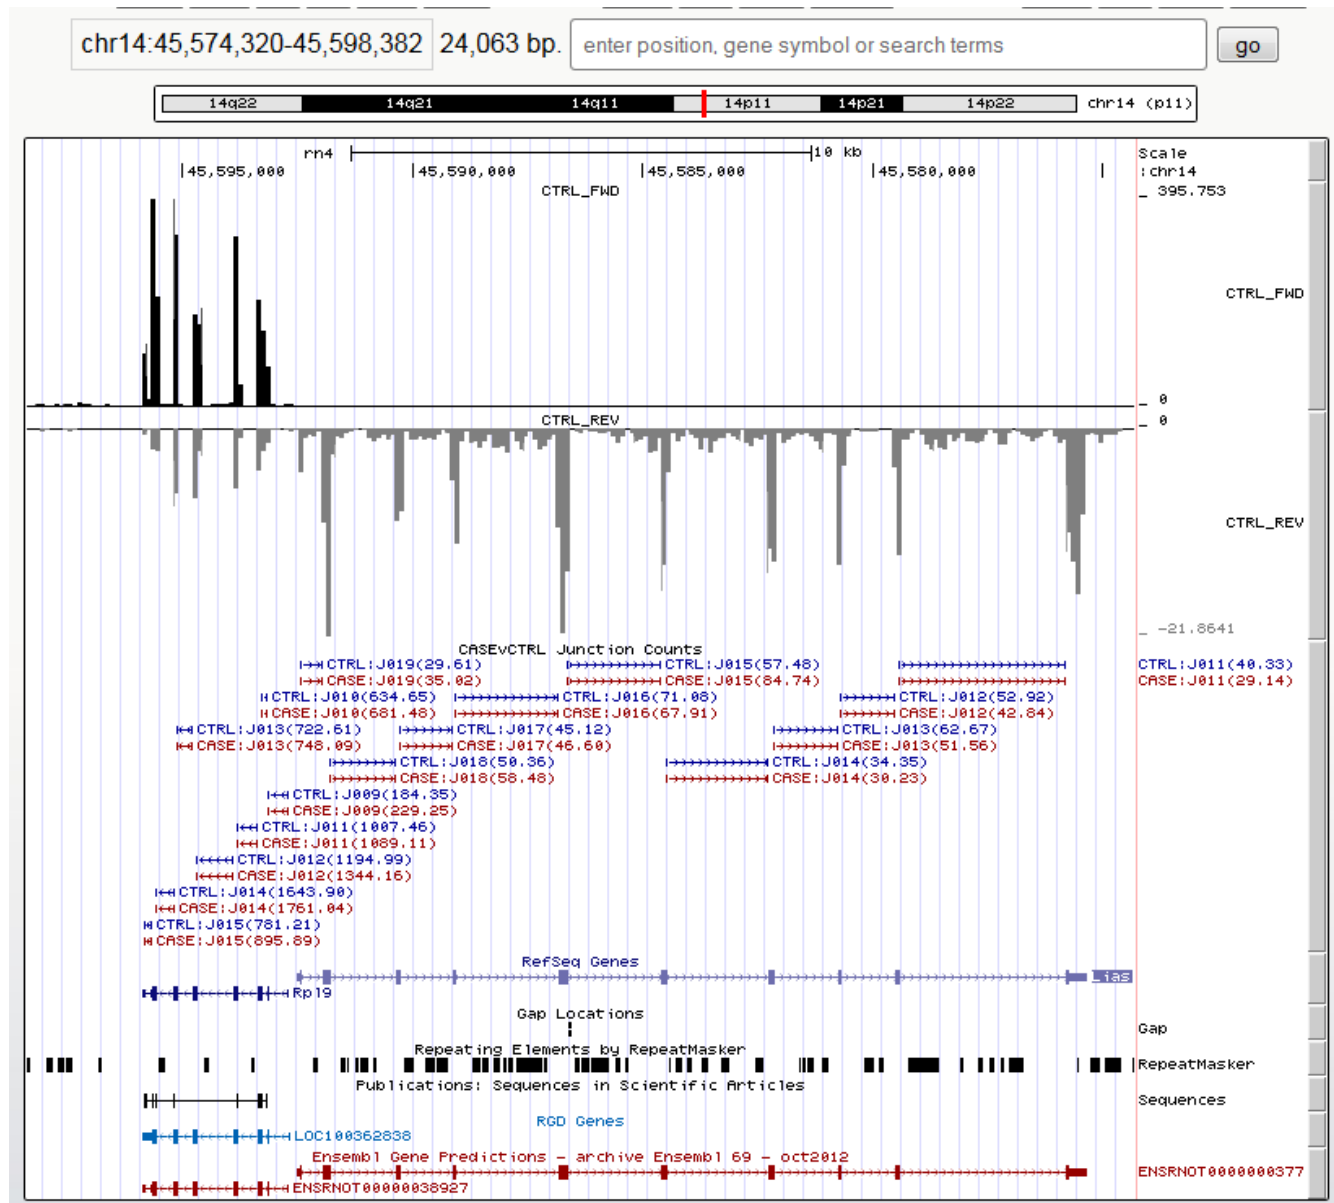 chr14:45,574,320-45,598,382 24,063 bp. enter position, gene symbol or search terms go
14q22 14q21 14q11 14p11 14p21 14p22 chr14 (p11)
rn4 10 kb Scale
45,595,000 45,590,000 45,585,000 45,580,000 :chr14
CTRL_FWD 395.753
CTRL_FWD
0
CTRL_REV 0
CTRL_REV
-21.8641
CASEvCTRL Junction Counts
CTRL:J019(29.61) CTRL:J015(57.48) CTRL:J011(40.33)
CASE:J019(35.02) CASE:J015(84.74) CASE:J011(29.14)
CTRL:J010(634.65) CTRL:J016(71.08) CTRL:J012(52.92)
CASE:J010(681.48) CASE:J016(67.91) CASE:J012(42.84)
CTRL:J013(722.61) CTRL:J017(45.12) CTRL:J013(62.67)
CASE:J013(748.09) CASE:J017(46.60) CASE:J013(51.56)
CTRL:J018(50.36) CTRL:J014(34.35)
CASE:J018(58.48) CASE:J014(30.23)
CTRL:J009(184.35)
CASE:J009(229.25)
CTRL:J011(1007.46)
CASE:J011(1089.11)
CTRL:J012(1194.99)
CASE:J012(1344.16)
CTRL:J014(1643.90)
CASE:J014(1761.04)
CTRL:J015(781.21)
CASE:J015(895.89)
RefSeq Genes
Lias
Rpl9
Gap Locations
Gap
Repeating Elements by RepeatMasker
RepeatMasker
Publications: Sequences in Scientific Articles
Sequences
RGD Genes
LOC100362838
Ensembl Gene Predictions - archive Ensembl 69 - oct2012
ENSRNOT0000000377
ENSRNOT00000038927